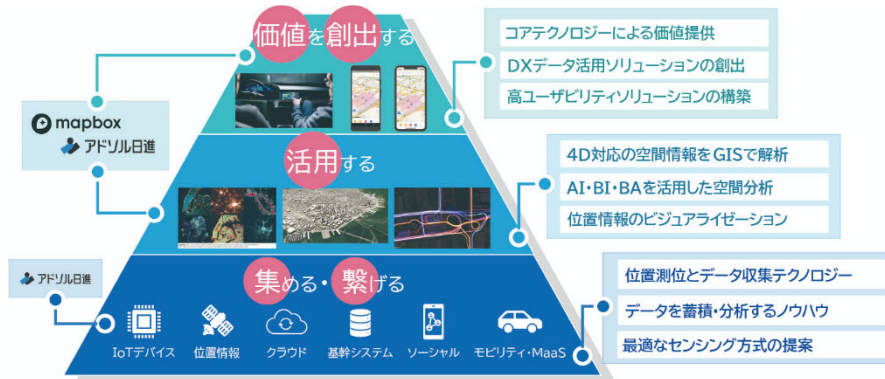 価値を創出する
コアテクノロジーによる価値提供
DXデータ活用ソリューションの創出
高ユーザビリティソリューションの構築
mapbox
アドソル日進
活用する
4D対応の空間情報をGISで解析
AI・BI・BAを活用した空間分析
位置情報のビジュアライゼーション
アドソル日進
集める・繋げる
IoTデバイス
位置情報
クラウド
基幹システム
ソーシャル
モビリティ・MaaS
位置測位とデータ収集テクノロジー
データを蓄積・分析するノウハウ
最適なセンシング方式の提案